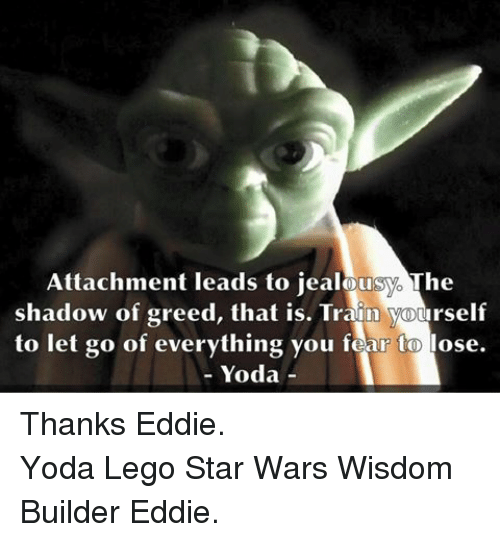 Attachment leads to jealousy. The
shadow of greed, that is. Train yourself
to let go of everything you fear to lose.
- Yoda -
Thanks Eddie.
Yoda Lego Star Wars Wisdom
Builder Eddie.